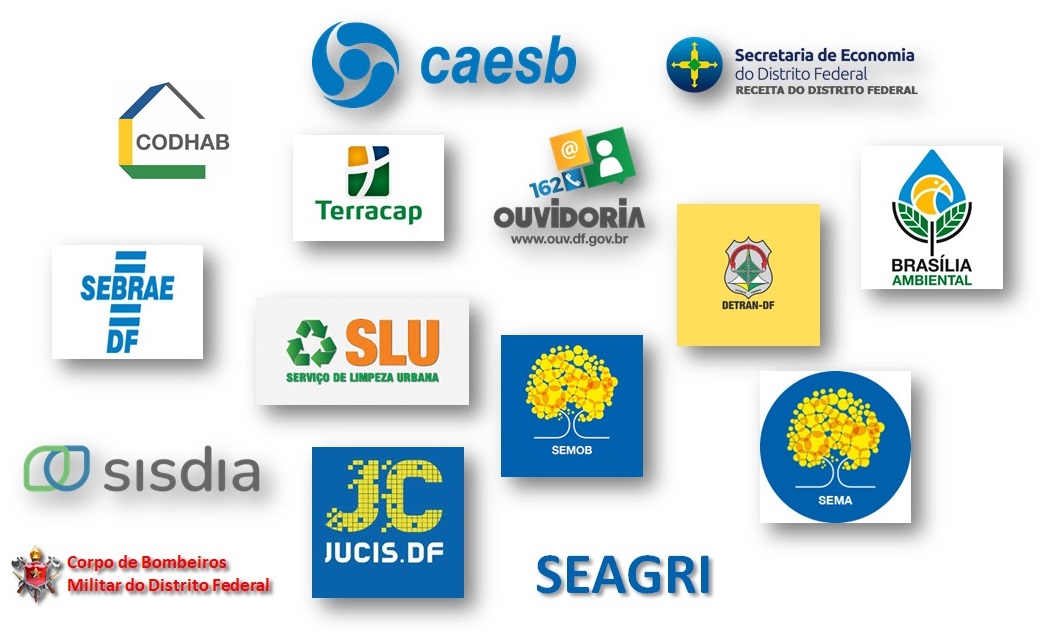 caesb
Secretaria de Economia
do Distrito Federal
RECEITA DO DISTRITO FEDERAL
CODHAB
Terracap
@
162
OUVIDORIA
www.ouv.df.gov.br
DETRAN-DF
BRASÍLIA
AMBIENTAL
SEBRAE
DF
SLU
SERVIÇO DE LIMPEZA URBANA
SEMOB
SEMA
sisdia
JC
JUCIS.DF
Corpo de Bombeiros
Militar do Distrito Federal
SEAGRI